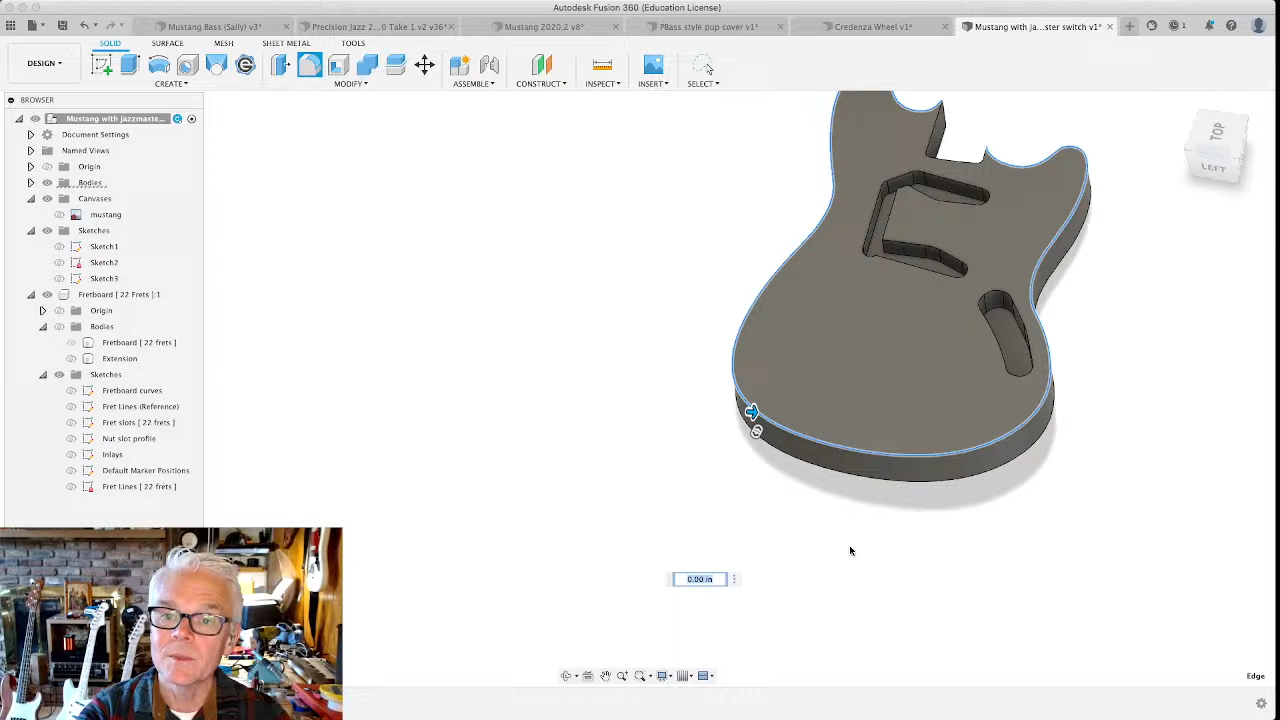 Autodesk Fusion 360 (Education License)
Mustang Bass (Sally) v3*
Precision Jazz 2...0 Take 1 v2 v36*
Mustang 2020.2 v8*
PBass style pup cover v1*
Credenza Wheel v1*
Mustang with ja...ster switch v1*
1
SOLID
SURFACE
MESH
SHEET METAL
TOOLS
DESIGN
CREATE
MODIFY
ASSEMBLE
CONSTRUCT
INSPECT
INSERT
SELECT
BROWSER
Mustang with jazzmaste...
Document Settings
Named Views
Origin
Bodies
Canvases
mustang
Sketches
Sketch1
Sketch2
Sketch3
Fretboard [ 22 Frets ]:1
Origin
Bodies
Fretboard [ 22 frets ]
Extension
Sketches
Fretboard curves
Fret Lines (Reference)
Fret slots [ 22 frets ]
Nut slot profile
Inlays
Default Marker Positions
Fret Lines [ 22 frets ]
TOP
LEFT
0.00 in
Edge